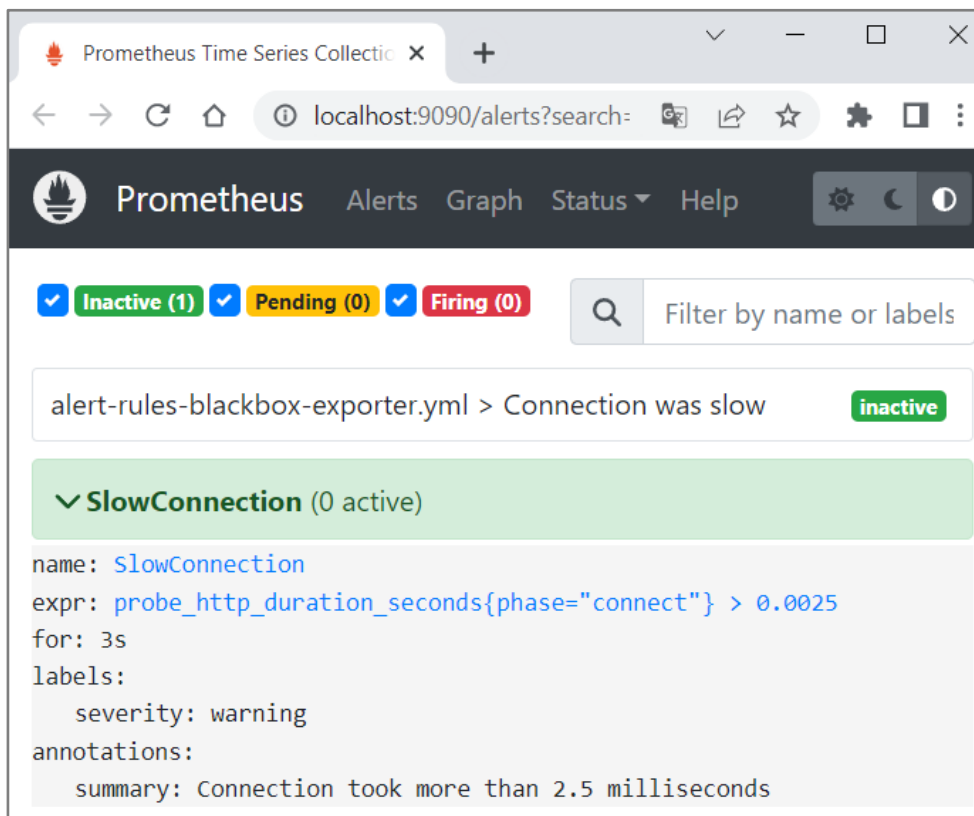 Prometheus Time Series Collectic
localhost:9090/alerts?search=
Prometheus Alerts Graph Status Help
Inactive (1) Pending (0) Firing (0) Filter by name or labels
alert-rules-blackbox-exporter.yml > Connection was slow inactive
SlowConnection (0 active)
name: SlowConnection
expr: probe_http_duration_seconds{phase="connect"} > 0.0025
for: 3s
labels:
severity: warning
annotations:
summary: Connection took more than 2.5 milliseconds